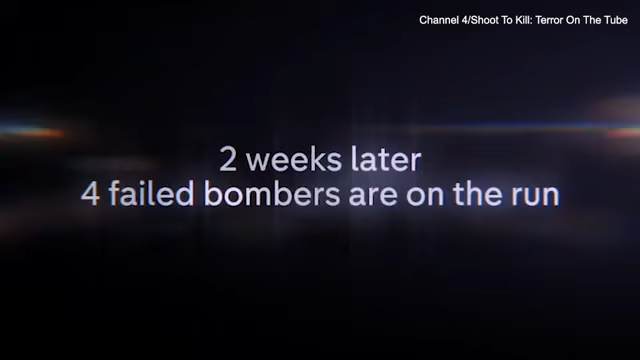 Channel 4/Shoot To Kill: Terror On The Tube
2 weeks later
4 failed bombers are on the run